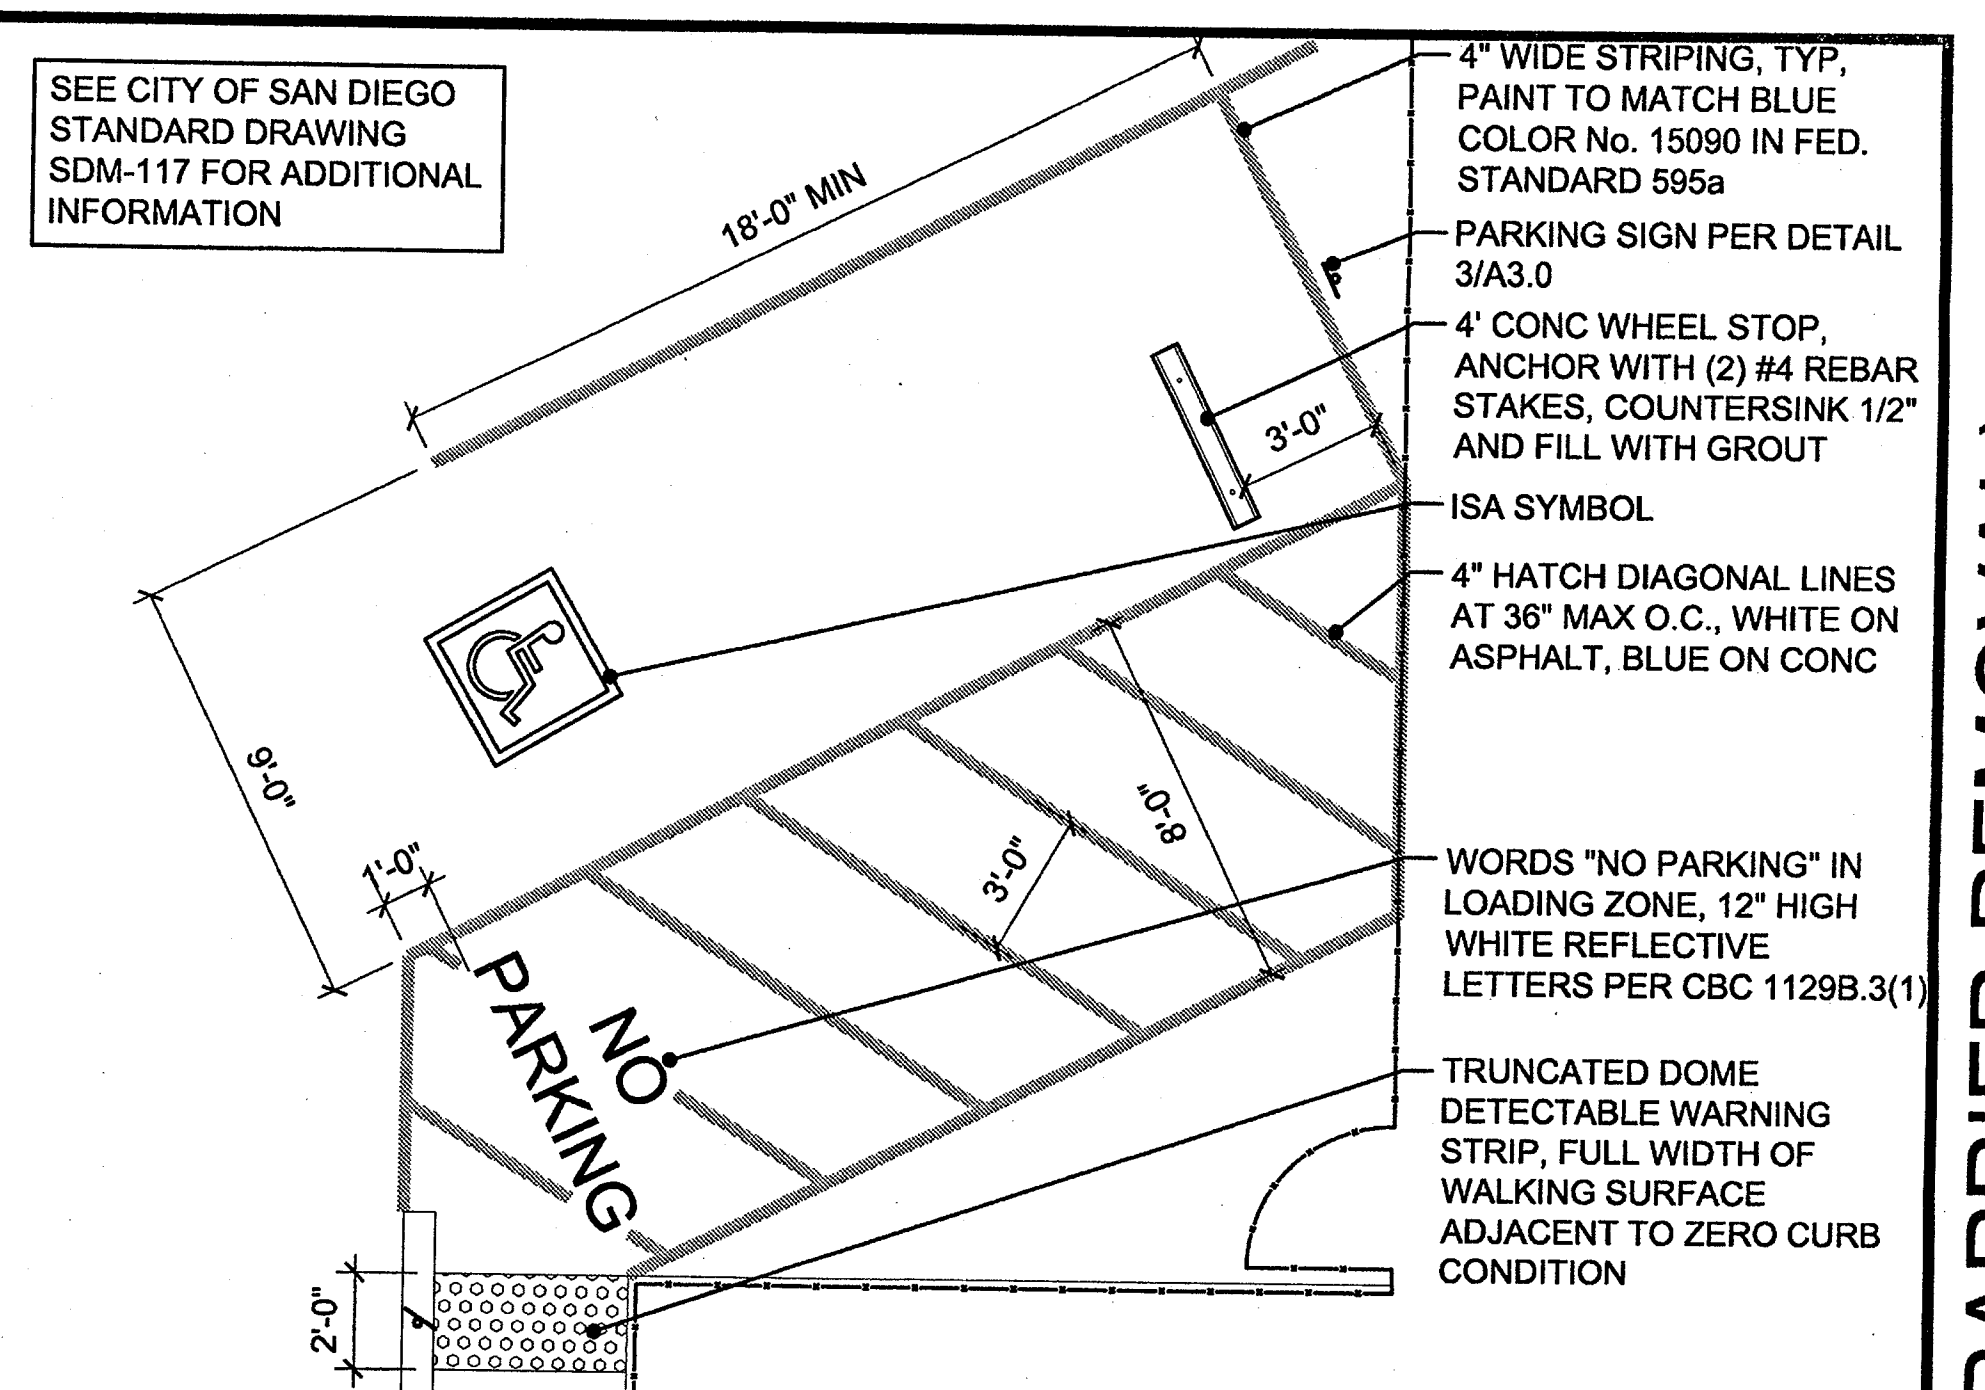 SEE CITY OF SAN DIEGO
STANDARD DRAWING
SDM-117 FOR ADDITIONAL
INFORMATION
18'-0" MIN
4" WIDE STRIPING, TYP,
PAINT TO MATCH BLUE
COLOR No. 15090 IN FED.
STANDARD 595a
PARKING SIGN PER DETAIL
3/A3.0
4' CONC WHEEL STOP,
ANCHOR WITH (2) #4 REBAR
STAKES, COUNTERSINK 1/2"
AND FILL WITH GROUT
3'-0"
ISA SYMBOL
4" HATCH DIAGONAL LINES
AT 36" MAX O.C., WHITE ON
ASPHALT, BLUE ON CONC
9'-0"
8'-0"
3'-0"
1'-0"
WORDS "NO PARKING" IN
LOADING ZONE, 12" HIGH
WHITE REFLECTIVE
LETTERS PER CBC 1129B.3(1)
NO
PARKING
TRUNCATED DOME
DETECTABLE WARNING
STRIP, FULL WIDTH OF
WALKING SURFACE
ADJACENT TO ZERO CURB
CONDITION
2'-0"